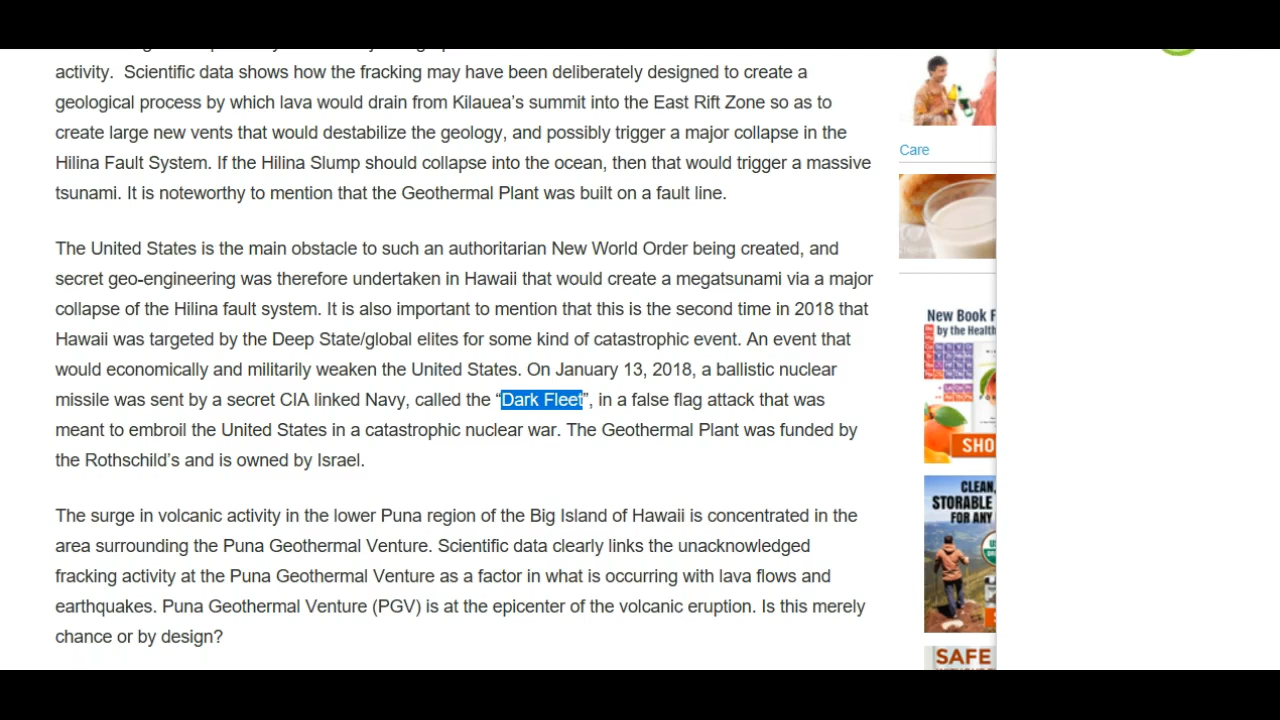 activity.  Scientific data shows how the fracking may have been deliberately designed to create a
geological process by which lava would drain from Kilauea's summit into the East Rift Zone so as to
create large new vents that would destabilize the geology, and possibly trigger a major collapse in the
Hilina Fault System. If the Hilina Slump should collapse into the ocean, then that would trigger a massive
tsunami. It is noteworthy to mention that the Geothermal Plant was built on a fault line.
The United States is the main obstacle to such an authoritarian New World Order being created, and
secret geo-engineering was therefore undertaken in Hawaii that would create a megatsunami via a major
collapse of the Hilina fault system. It is also important to mention that this is the second time in 2018 that
Hawaii was targeted by the Deep State/global elites for some kind of catastrophic event. An event that
would economically and militarily weaken the United States. On January 13, 2018, a ballistic nuclear
missile was sent by a secret CIA linked Navy, called the “Dark Fleet”, in a false flag attack that was
meant to embroil the United States in a catastrophic nuclear war. The Geothermal Plant was funded by
the Rothschild's and is owned by Israel.
The surge in volcanic activity in the lower Puna region of the Big Island of Hawaii is concentrated in the
area surrounding the Puna Geothermal Venture. Scientific data clearly links the unacknowledged
fracking activity at the Puna Geothermal Venture as a factor in what is occurring with lava flows and
earthquakes. Puna Geothermal Venture (PGV) is at the epicenter of the volcanic eruption. Is this merely
chance or by design?
Care
New Book F
by the Health
SHO
CLEAN,
STORABLE
FOR ANY
SAFE